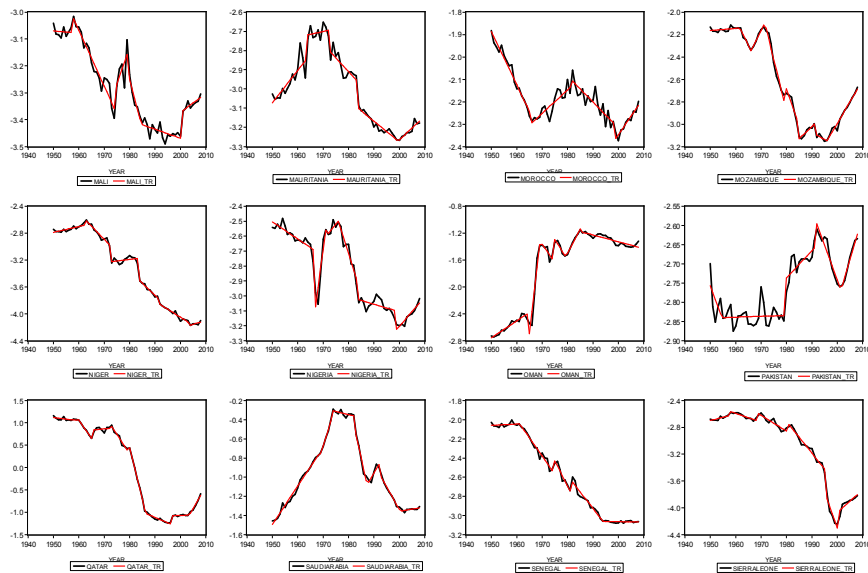 -3.0
-3.1
-3.2
-3.3
-3.4
-3.5
1940 1950 1960 1970 1980 1990 2000 2010
YEAR
MALI MALI_TR
-2.6
-2.7
-2.8
-2.9
-3.0
-3.1
-3.2
-3.3
1940 1950 1960 1970 1980 1990 2000 2010
YEAR
MAURITANIA MAURITANIA_TR
-1.8
-1.9
-2.0
-2.1
-2.2
-2.3
-2.4
1940 1950 1960 1970 1980 1990 2000 2010
YEAR
MOROCCO MOROCCO_TR
-2.0
-2.2
-2.4
-2.6
-2.8
-3.0
-3.2
1940 1950 1960 1970 1980 1990 2000 2010
YEAR
MOZAMBIQUE MOZAMBIQUE_TR
-2.4
-2.8
-3.2
-3.6
-4.0
-4.4
1940 1950 1960 1970 1980 1990 2000 2010
YEAR
NIGER NIGER_TR
-2.4
-2.5
-2.6
-2.7
-2.8
-2.9
-3.0
-3.1
-3.2
-3.3
1940 1950 1960 1970 1980 1990 2000 2010
YEAR
NIGERIA NIGERIA_TR
-0.8
-1.2
-1.6
-2.0
-2.4
-2.8
1940 1950 1960 1970 1980 1990 2000 2010
YEAR
OMAN OMAN_TR
-2.55
-2.60
-2.65
-2.70
-2.75
-2.80
-2.85
-2.90
1940 1950 1960 1970 1980 1990 2000 2010
YEAR
PAKISTAN PAKISTAN_TR
1.5
1.0
0.5
0.0
-0.5
-1.0
-1.5
1940 1950 1960 1970 1980 1990 2000 2010
YEAR
QATAR QATAR_TR
-0.2
-0.4
-0.6
-0.8
-1.0
-1.2
-1.4
-1.6
1940 1950 1960 1970 1980 1990 2000 2010
YEAR
SAUDIARABIA SAUDIARABIA_TR
-1.8
-2.0
-2.2
-2.4
-2.6
-2.8
-3.0
-3.2
1940 1950 1960 1970 1980 1990 2000 2010
YEAR
SENEGAL SENEGAL_TR
-2.4
-2.8
-3.2
-3.6
-4.0
-4.4
1940 1950 1960 1970 1980 1990 2000 2010
YEAR
SIERRALEONE SIERRALEONE_TR